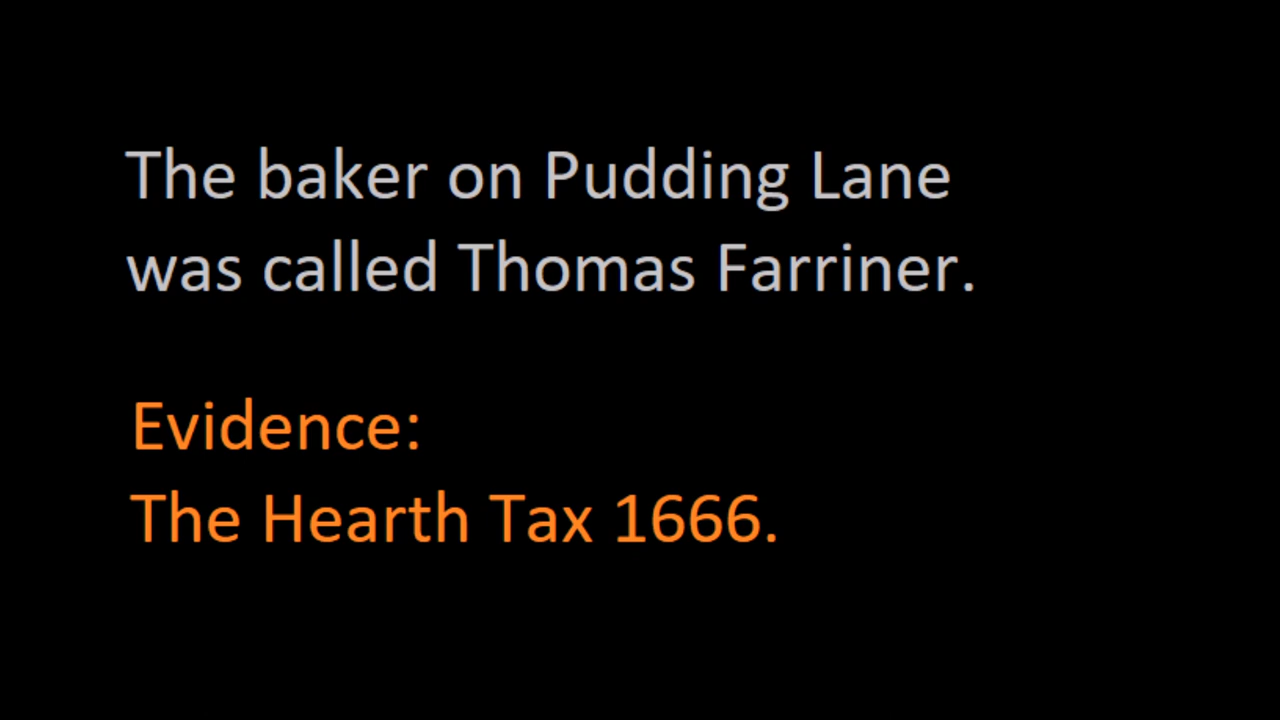 The baker on Pudding Lane
was called Thomas Farriner.
Evidence:
The Hearth Tax 1666.